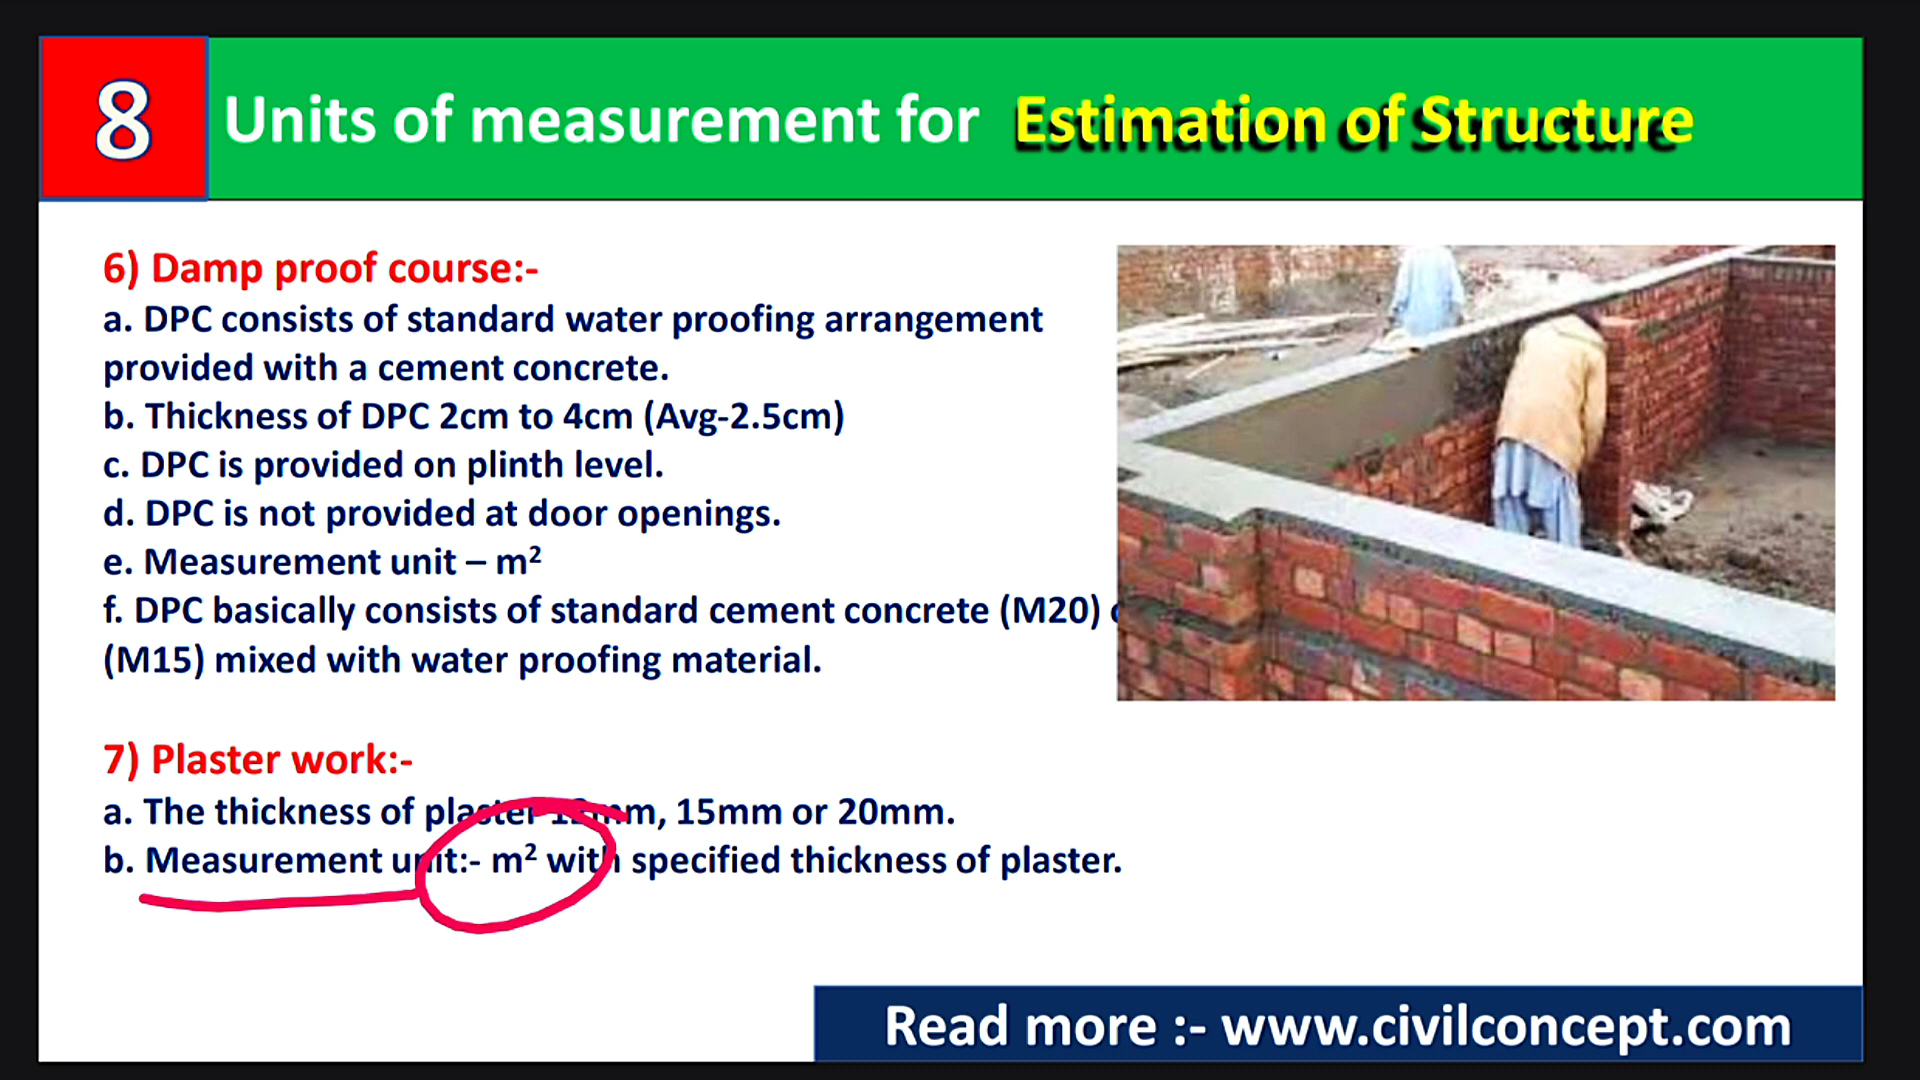 8 Units of measurement for Estimation of Structure
6) Damp proof course:-
a. DPC consists of standard water proofing arrangement
provided with a cement concrete.
b. Thickness of DPC 2cm to 4cm (Avg-2.5cm)
c. DPC is provided on plinth level.
d. DPC is not provided at door openings.
e. Measurement unit – m²
f. DPC basically consists of standard cement concrete (M20)
(M15) mixed with water proofing material.
7) Plaster work:-
a. The thickness of plaster 12mm, 15mm or 20mm.
b. Measurement unit:- m² with specified thickness of plaster.
Read more :- www.civilconcept.com